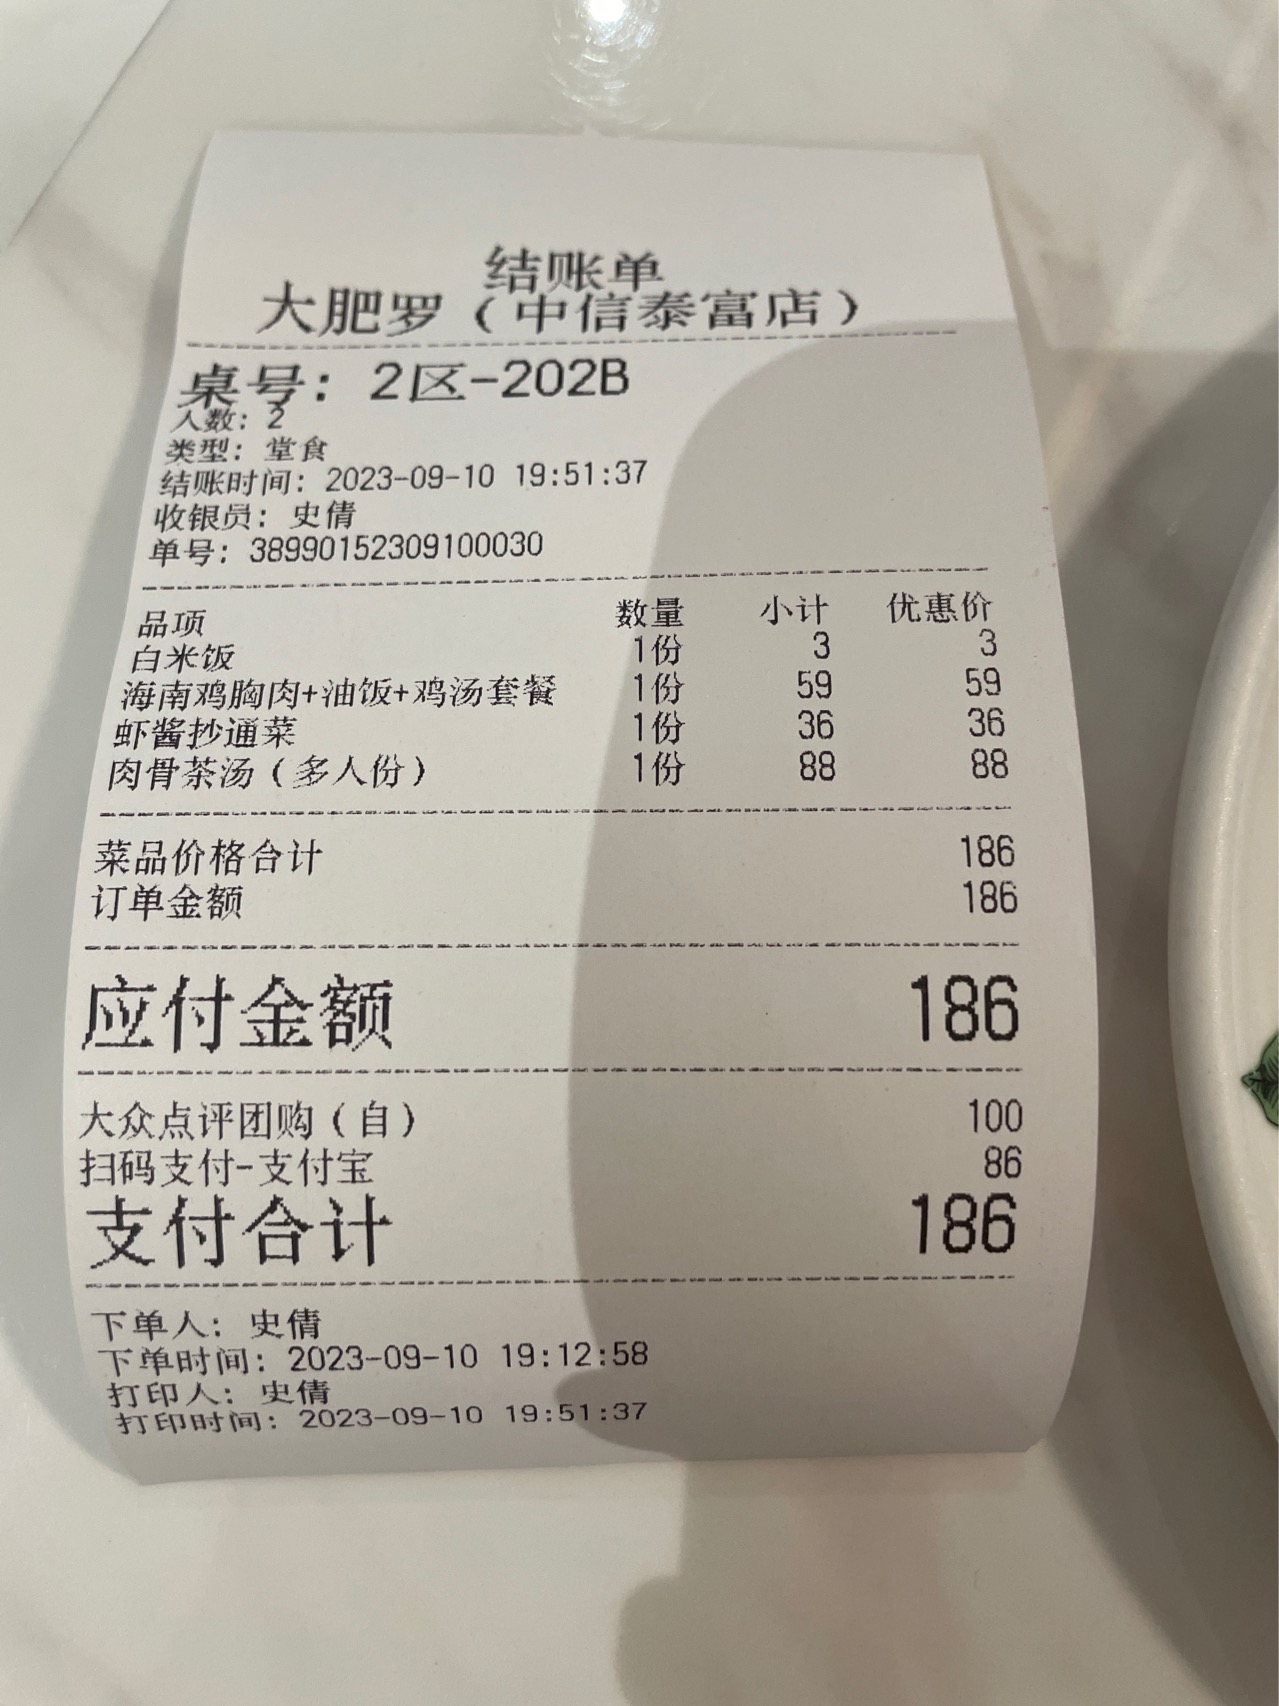 结账单
大肥罗（中信泰富店）
桌号：2区-202B
人数：2
类型：堂食
结账时间：2023-09-10 19:51:37
收银员：史倩
单号：38990152309100030
品项 数量 小计 优惠价
白米饭 1份 3 3
海南鸡胸肉+油饭+鸡汤套餐 1份 59 59
虾酱抄通菜 1份 36 36
肉骨茶汤（多人份） 1份 88 88
菜品价格合计 186
订单金额 186
应付金额 186
大众点评团购（自） 100
扫码支付-支付宝 86
支付合计 186
下单人：史倩
下单时间：2023-09-10 19:12:58
打印人：史倩
打印时间：2023-09-10 19:51:37